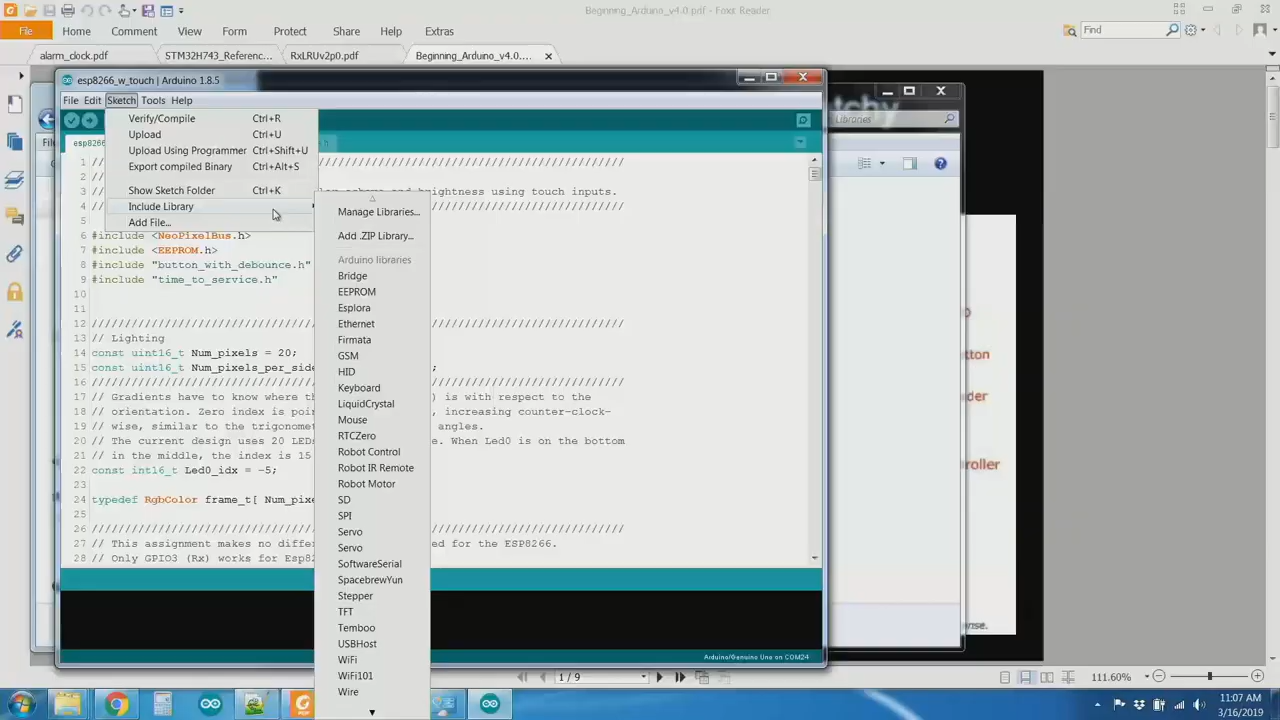 Beginning_Arduino_v4.0.pdf - Foxit Reader
File Home Comment View Form Protect Share Help Extras
Find
alarm_clock.pdf STM32H743_Referenc... RxLRUv2p0.pdf Beginning_Arduino_v4.0....
esp8266_w_touch | Arduino 1.8.5
File Edit Sketch Tools Help
Libraries
Verify/Compile Ctrl+R
Upload Ctrl+U
Upload Using Programmer Ctrl+Shift+U
Export compiled Binary Ctrl+Alt+S
Show Sketch Folder Ctrl+K
Include Library
Add File...
Manage Libraries...
Add .ZIP Library...
Arduino libraries
Bridge
EEPROM
Esplora
Ethernet
Firmata
GSM
HID
Keyboard
LiquidCrystal
Mouse
RTCZero
Robot Control
Robot IR Remote
Robot Motor
SD
SPI
Servo
Servo
SoftwareSerial
SpacebrewYun
Stepper
TFT
Temboo
USBHost
WiFi
WiFi101
Wire
1 // ////////////////////////////
2 //
3 // and brightness using touch inputs.
4 // ////////////////////////////
6 #include <NeoPixelBus.h>
7 #include <EEPROM.h>
8 #include "button_with_debounce.h"
9 #include "time_to_service.h"
10
11
12 ////////////////////////////////////////////////////////////////////////////////
13 // Lighting
14 const uint16_t Num_pixels = 20;
15 const uint16_t Num_pixels_per_side ;
16 ////////////////////////////////////////////////////////////////////////////////
17 // Gradients have to know where th ) is with respect to the
18 // orientation. Zero index is poin , increasing counter-clock-
19 // wise, similar to the trigonomet angles.
20 // The current design uses 20 LEDs e. When Led0 is on the bottom
21 // in the middle, the index is 15
22 const int16_t Led0_idx = -5;
24 typedef RgbColor frame_t[ Num_pixe
25
26 ////////////////////////////////////////////////////////////////////////////////
27 // This assignment makes no differ ed for the ESP8266.
28 // Only GPIO3 (Rx) works for Esp82
Arduino/Genuino Uno on COM24
1 / 9
111.60%
11:07 AM
3/16/2019